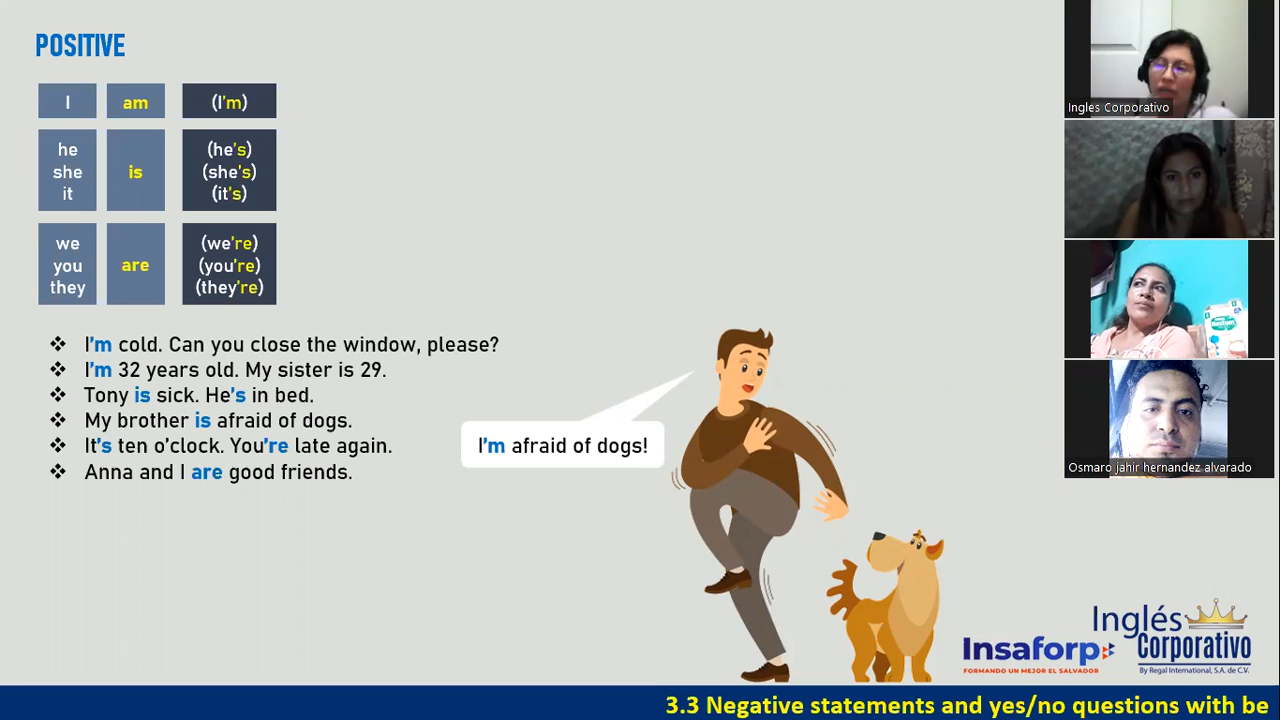 POSITIVE
I am (I'm)
he
she
it
is
(he's)
(she's)
(it's)
we
you
they
are
(we're)
(you're)
(they're)
❖ I'm cold. Can you close the window, please?
❖ I'm 32 years old. My sister is 29.
❖ Tony is sick. He's in bed.
❖ My brother is afraid of dogs.
❖ It's ten o'clock. You're late again.
❖ Anna and I are good friends.
I'm afraid of dogs!
Ingles Corporativo
Osmaro jahir hernandez alvarado
Insaforp
FORMANDO UN MEJOR EL SALVADOR
Inglés
Corporativo
By Regal International, S.A. de C.V.
3.3 Negative statements and yes/no questions with be